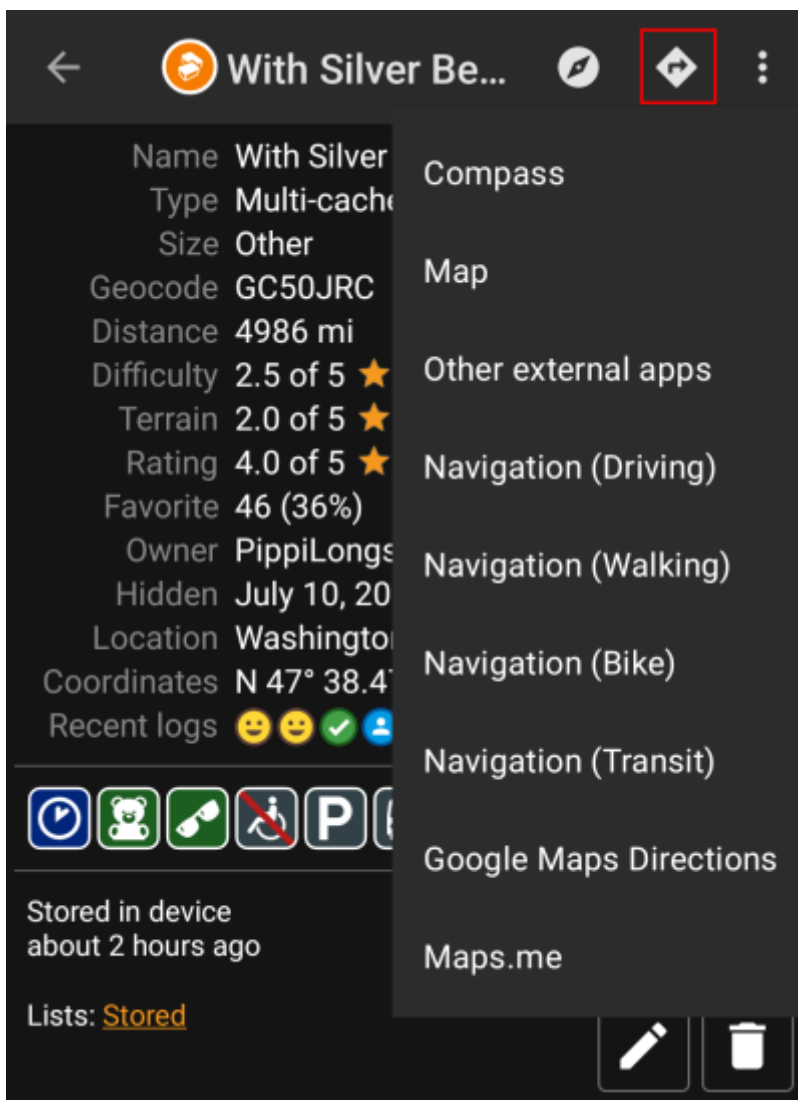 With Silver Be...
Name With Silver
Type Multi-cache
Size Other
Geocode GC50JRC
Distance 4986 mi
Difficulty 2.5 of 5
Terrain 2.0 of 5
Rating 4.0 of 5
Favorite 46 (36%)
Owner PippiLongs
Hidden July 10, 20
Location Washington
Coordinates N 47° 38.4
Recent logs
P
Stored in device
about 2 hours ago
Lists: Stored
Compass
Map
Other external apps
Navigation (Driving)
Navigation (Walking)
Navigation (Bike)
Navigation (Transit)
Google Maps Directions
Maps.me